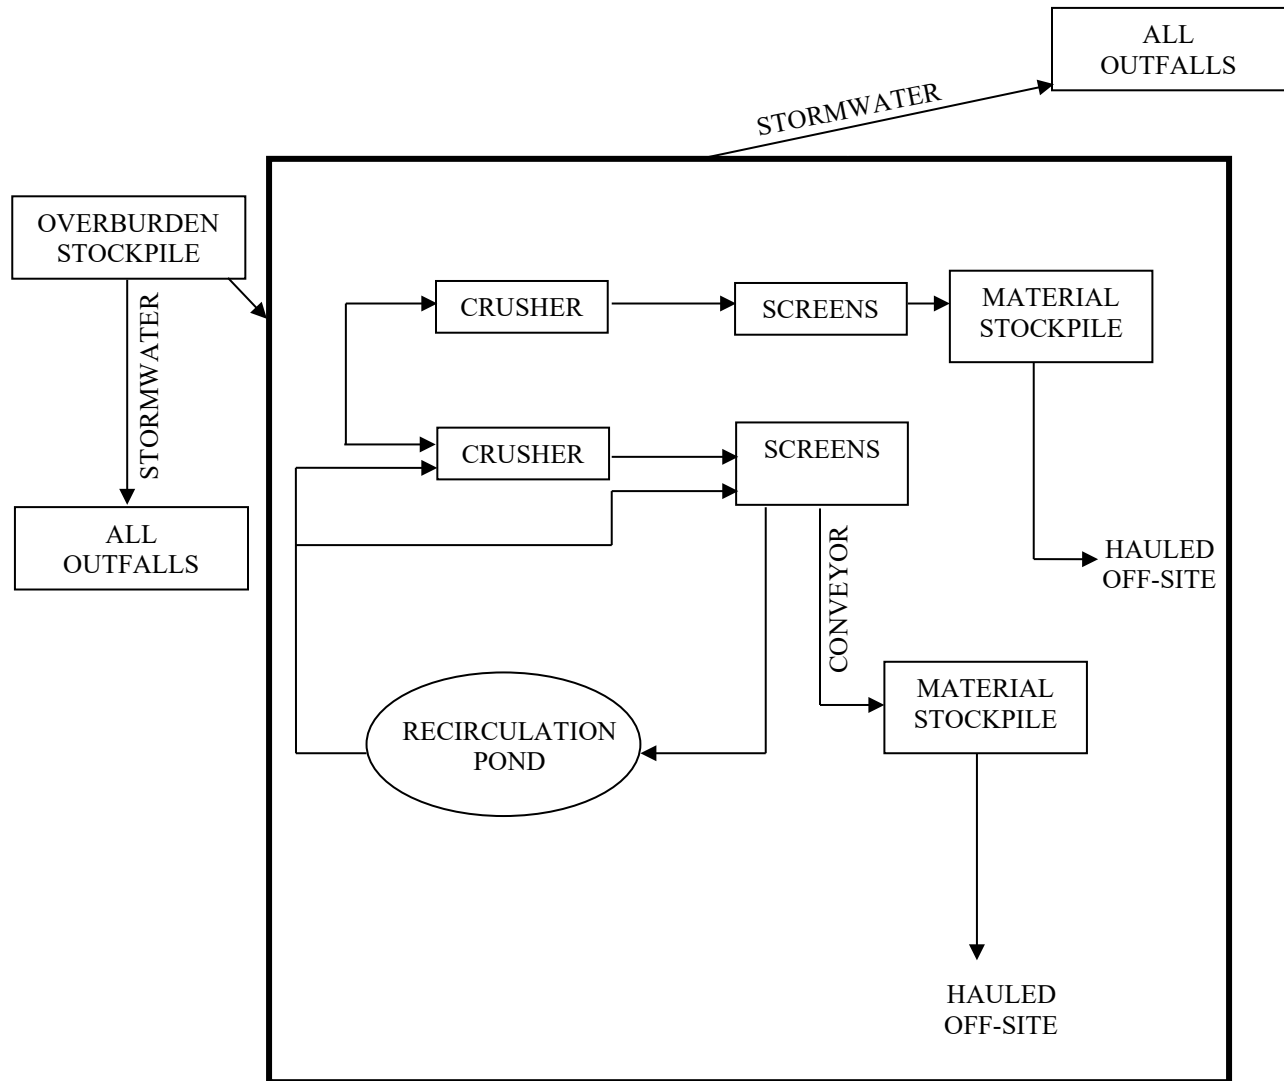 ALL
OUTFALLS
STORMWATER
OVERBURDEN
STOCKPILE
STORMWATER
ALL
OUTFALLS
CRUSHER
SCREENS
MATERIAL
STOCKPILE
CRUSHER
SCREENS
HAULED
OFF-SITE
CONVEYOR
MATERIAL
STOCKPILE
RECIRCULATION
POND
HAULED
OFF-SITE